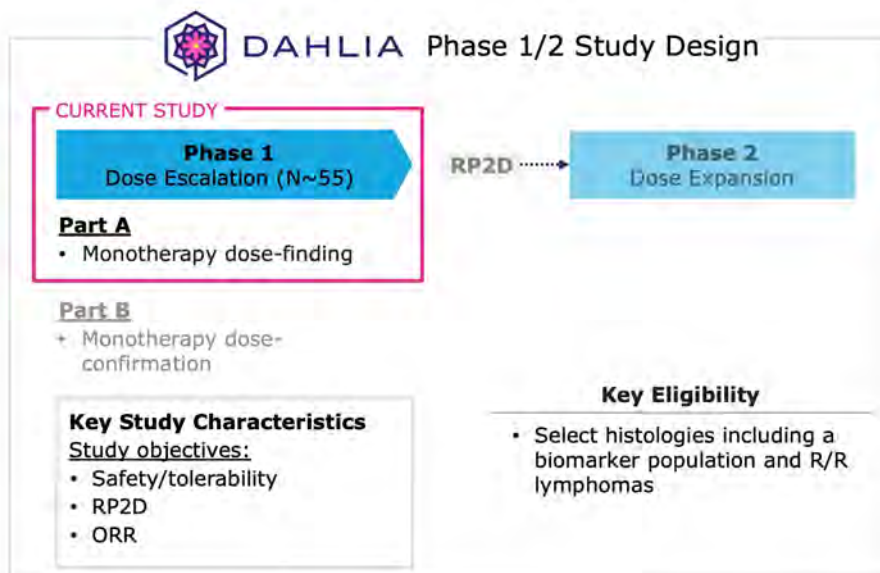 DAHLIA Phase 1/2 Study Design
CURRENT STUDY
Phase 1
Dose Escalation (N~55)
RP2D
Phase 2
Dose Expansion
Part A
• Monotherapy dose-finding
Part B
• Monotherapy dose-
confirmation
Key Study Characteristics
Study objectives:
• Safety/tolerability
• RP2D
• ORR
Key Eligibility
• Select histologies including a
biomarker population and R/R
lymphomas